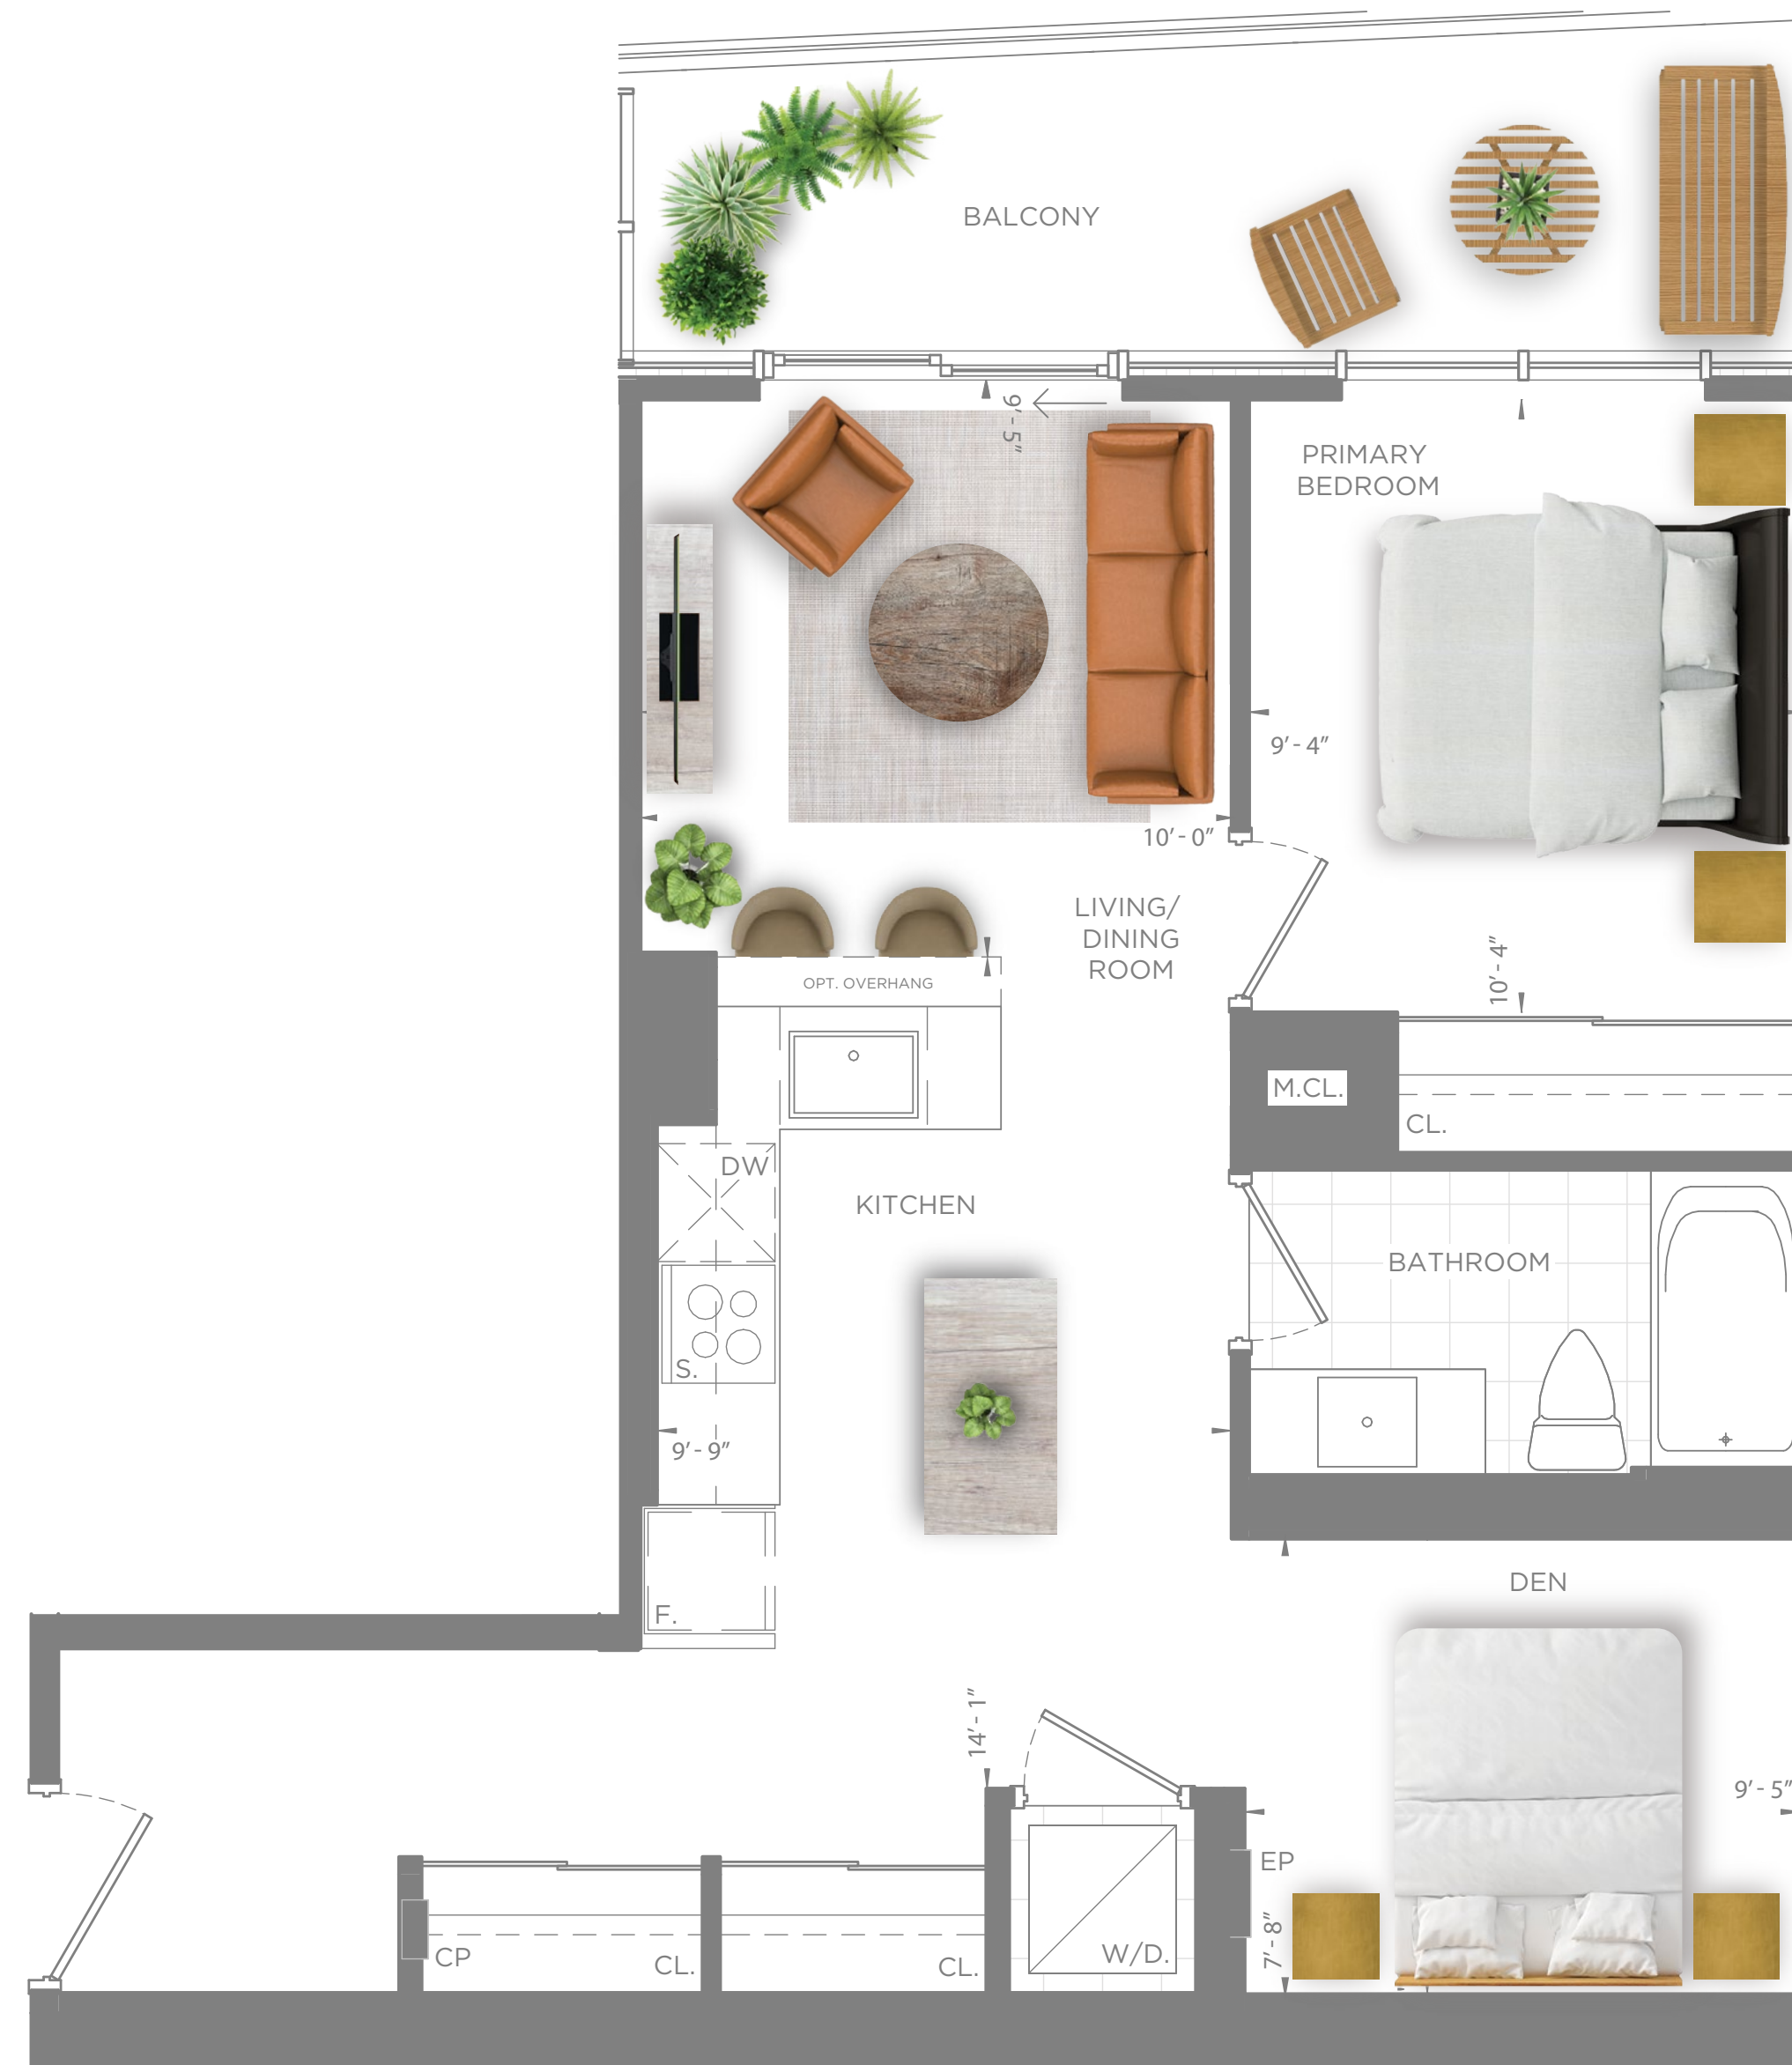 BALCONY
9'-5"
PRIMARY
BEDROOM
9'-4"
10'-0"
LIVING/
DINING
ROOM
10'-4"
OPT. OVERHANG
M.CL.
CL.
DW
KITCHEN
BATHROOM
S.
9'-9"
DEN
F.
14'-1"
9'-5"
EP
7'-8"
W/D.
CP
CL.
CL.